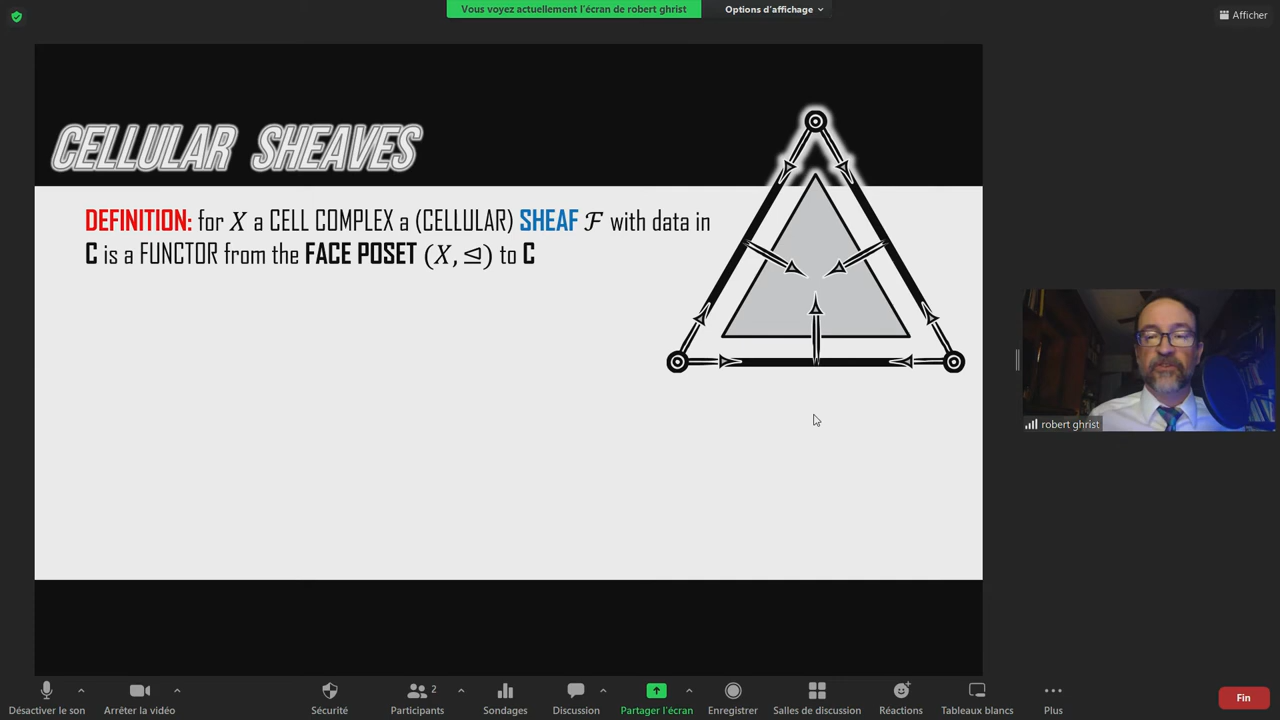 Vous voyez actuellement l'écran de robert ghrist
Options d'affichage
Afficher
CELLULAR SHEAVES
DEFINITION: for X a CELL COMPLEX a (CELLULAR) SHEAF ℱ with data in
C is a FUNCTOR from the FACE POSET (X, ⊴) to C
robert ghrist
Désactiver le son
Arrêter la vidéo
Sécurité
Participants 2
Sondages
Discussion
Partager l'écran
Enregistrer
Salles de discussion
Réactions
Tableaux blancs
Plus
Fin